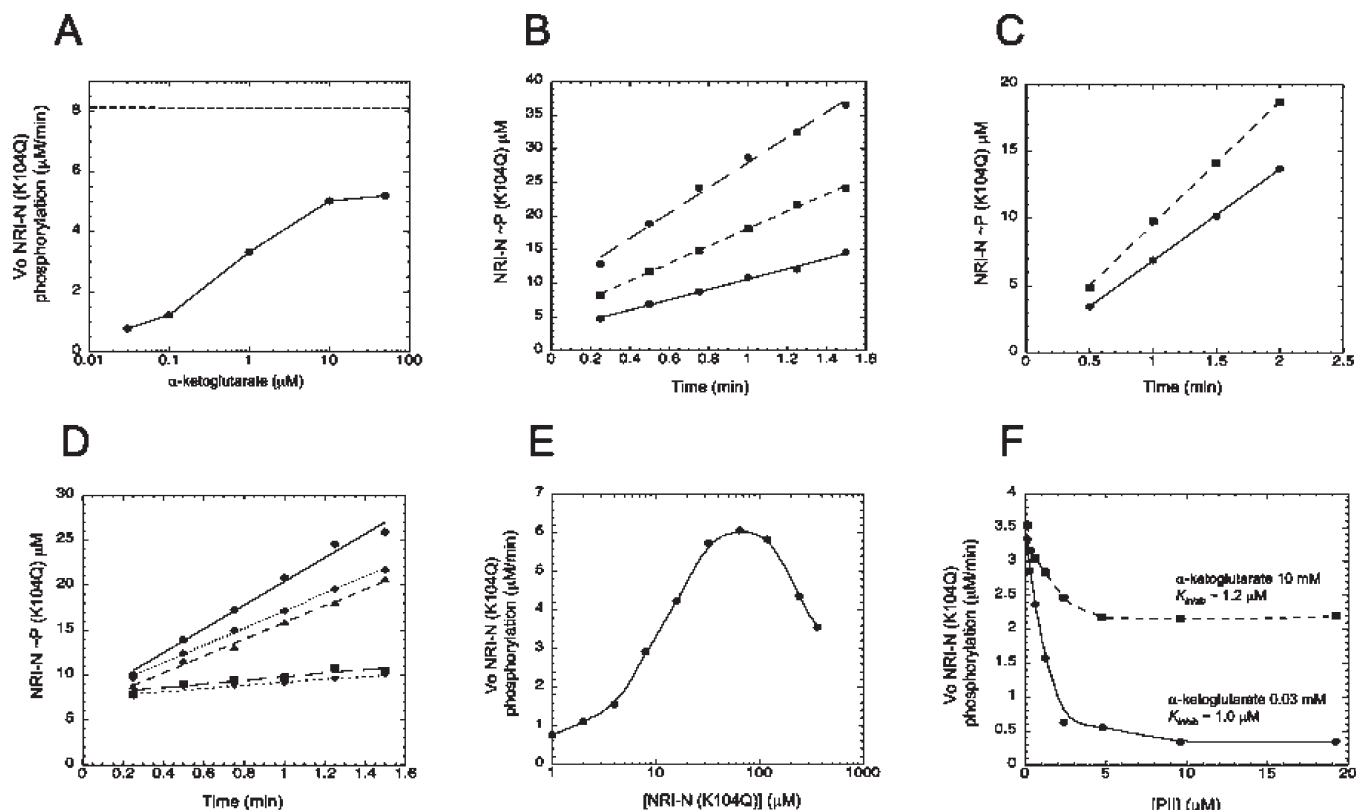 A
Vo NRI-N (K104Q)
phosphorylation (μM/min)
8
6
4
2
0
0.01 0.1 1 10 100
α-ketoglutarate (μM)
B
NRI-N ~P (K104Q) μM
40
35
30
25
20
15
10
5
0
0 0.2 0.4 0.6 0.8 1 1.2 1.4 1.6
Time (min)
C
NRI-N ~P (K104Q) μM
20
15
10
5
0
0 0.5 1 1.5 2 2.5
Time (min)
D
NRI-N ~P (K104Q) μM
30
25
20
15
10
5
0
0 0.2 0.4 0.6 0.8 1 1.2 1.4 1.6
Time (min)
E
Vo NRI-N (K104Q)
phosphorylation (μM/min)
7
6
5
4
3
2
1
0
1 10 100 1000
[NRI-N (K104Q)] (μM)
F
Vo NRI-N (K104Q)
phosphorylation (μM/min)
4
3.5
3
2.5
2
1.5
1
0.5
0
0 5 10 15 20
[PII] (μM)
α-ketoglutarate 10 mM
Kinhib ~ 1.2 μM
α-ketoglutarate 0.03 mM
Kinhib ~ 1.0 μM